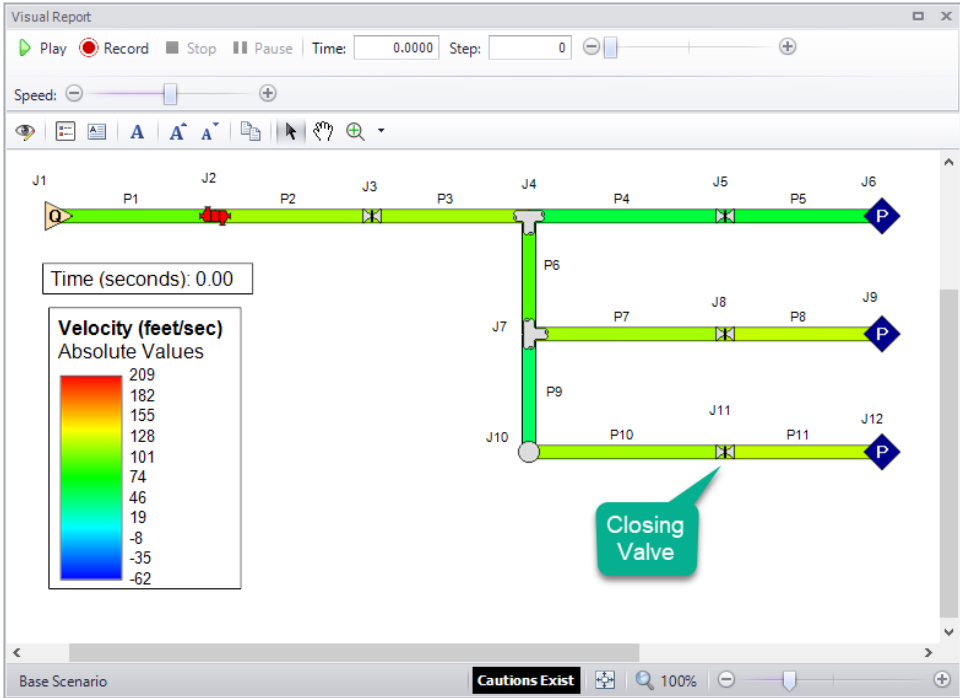 Visual Report
Play Record Stop Pause Time: 0.0000 Step: 0
Speed:
A A A
J1 P1 J2 P2 J3 P3 J4 P4 J5 P5 J6
Q P
P6
Time (seconds): 0.00
Velocity (feet/sec)
Absolute Values
209
182
155
128
101
74
46
19
-8
-35
-62
J7 P7 J8 P8 J9
P
P9
J10 P10 J11 P11 J12
P
Closing
Valve
Base Scenario Cautions Exist 100%